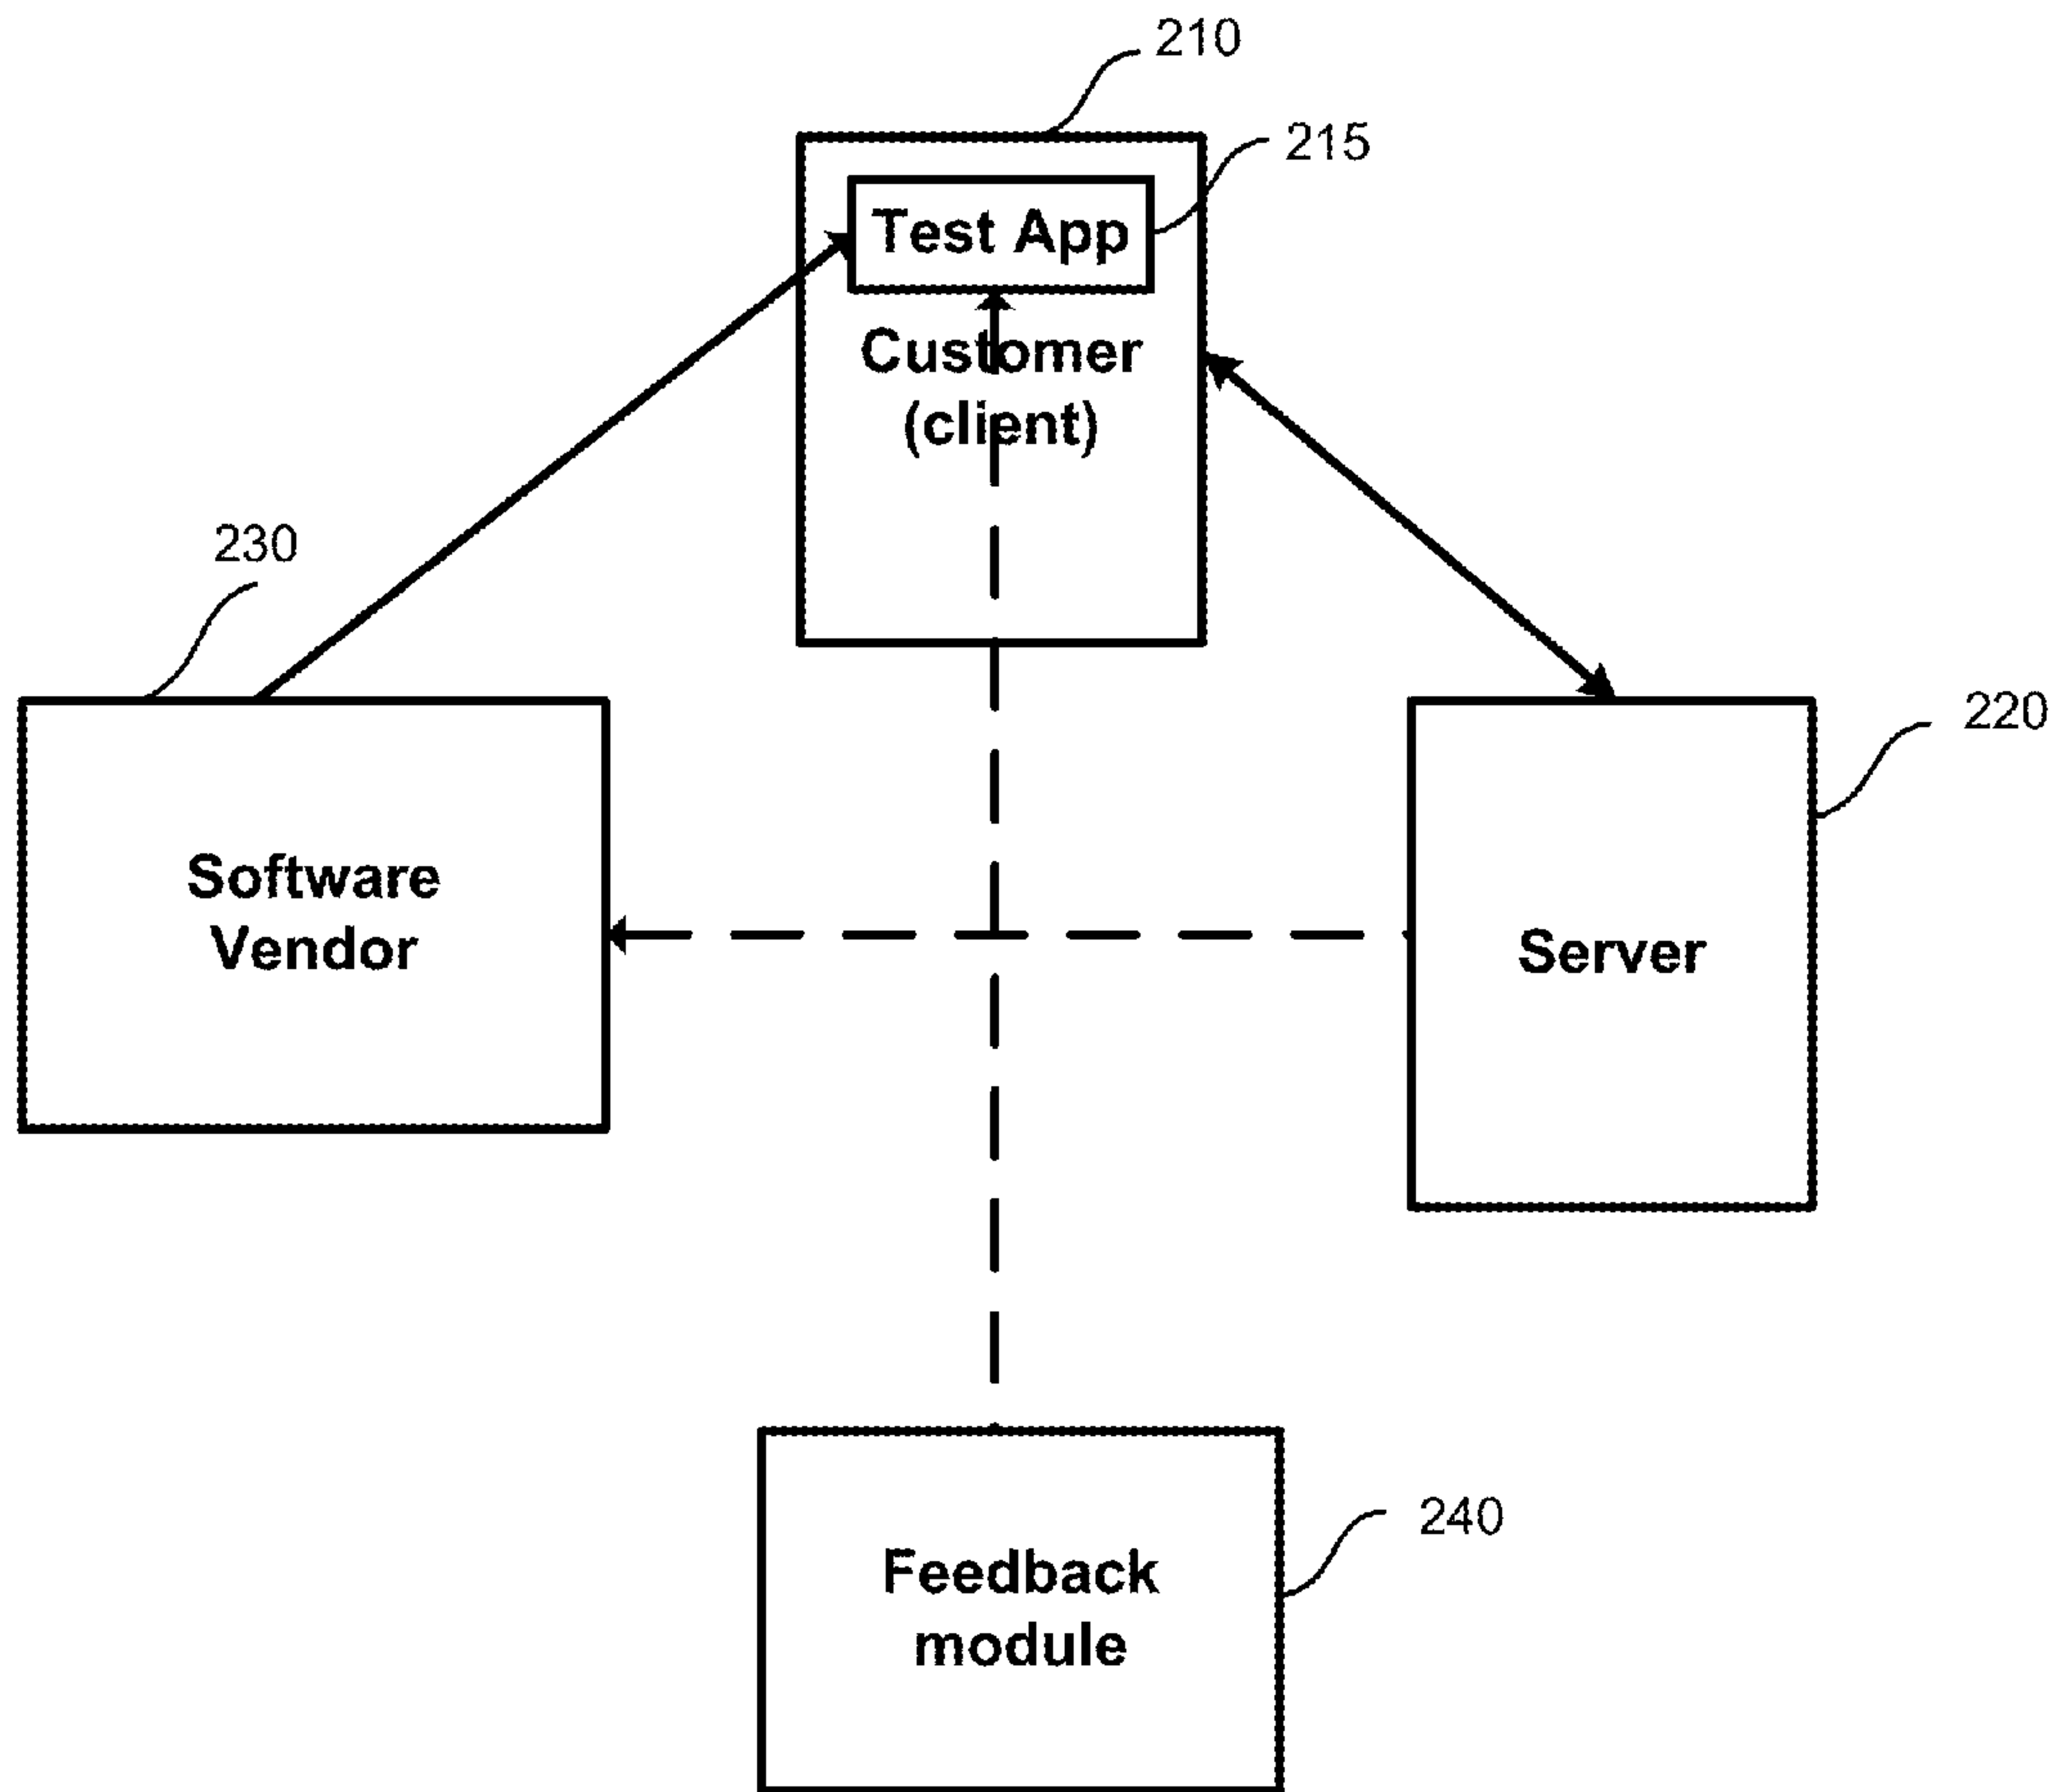 210
215
Test App
Customer
(client)
230
220
Software
Vendor
Server
240
Feedback
module